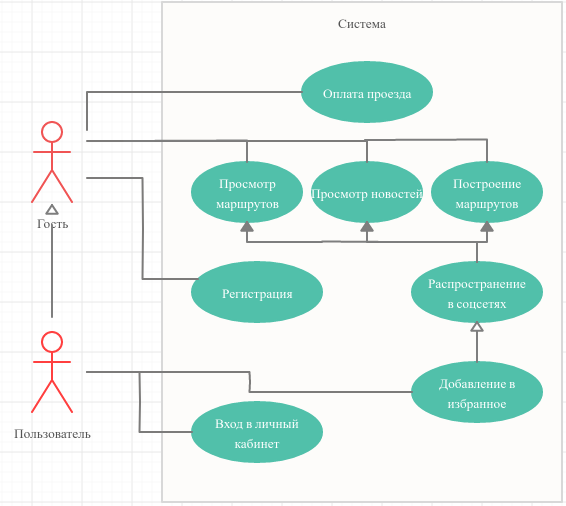 Система
Оплата проезда
Просмотр
маршрутов
Просмотр новостей
Построение
маршрутов
Гость
Регистрация
Распространение
в соцсетях
Добавление в
избранное
Вход в личный
кабинет
Пользователь